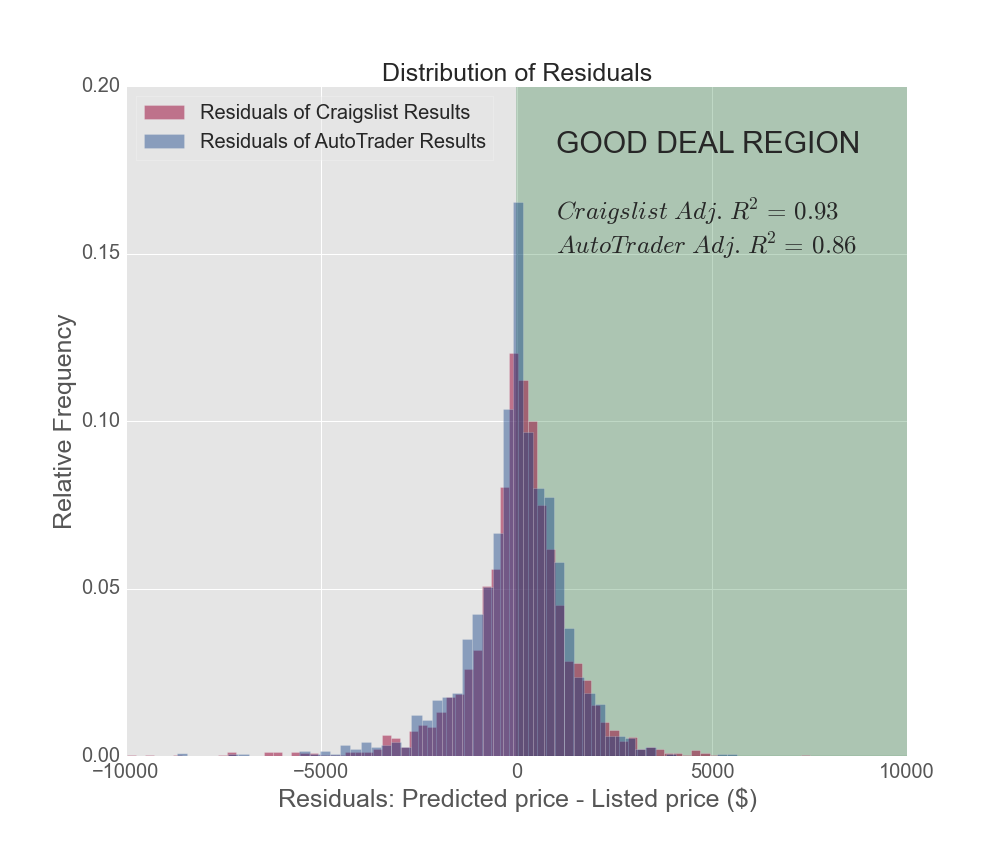 Distribution of Residuals
Residuals of Craigslist Results
Residuals of AutoTrader Results
GOOD DEAL REGION
Craigslist Adj. R² = 0.93
AutoTrader Adj. R² = 0.86
Relative Frequency
0.20
0.15
0.10
0.05
0.00
−10000
−5000
0
5000
10000
Residuals: Predicted price - Listed price ($)